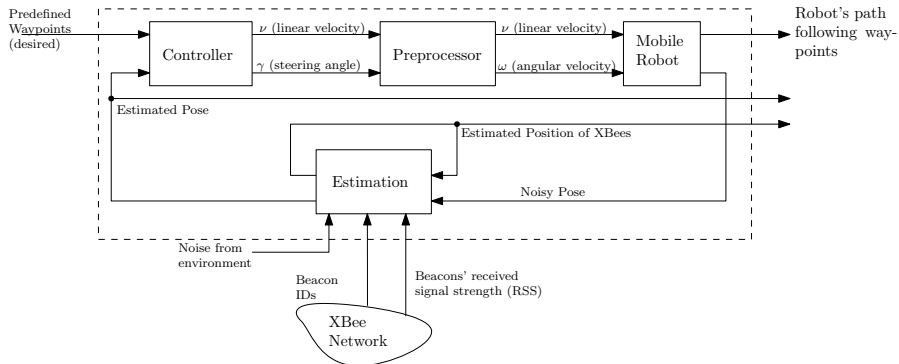 Predefined
Waypoints
(desired)
Controller
ν (linear velocity)
γ (steering angle)
Preprocessor
ν (linear velocity)
ω (angular velocity)
Mobile
Robot
Robot's path
following way-
points
Estimated Pose
Estimated Position of XBees
Estimation
Noisy Pose
Noise from
environment
Beacon
IDs
Beacons' received
signal strength (RSS)
XBee
Network